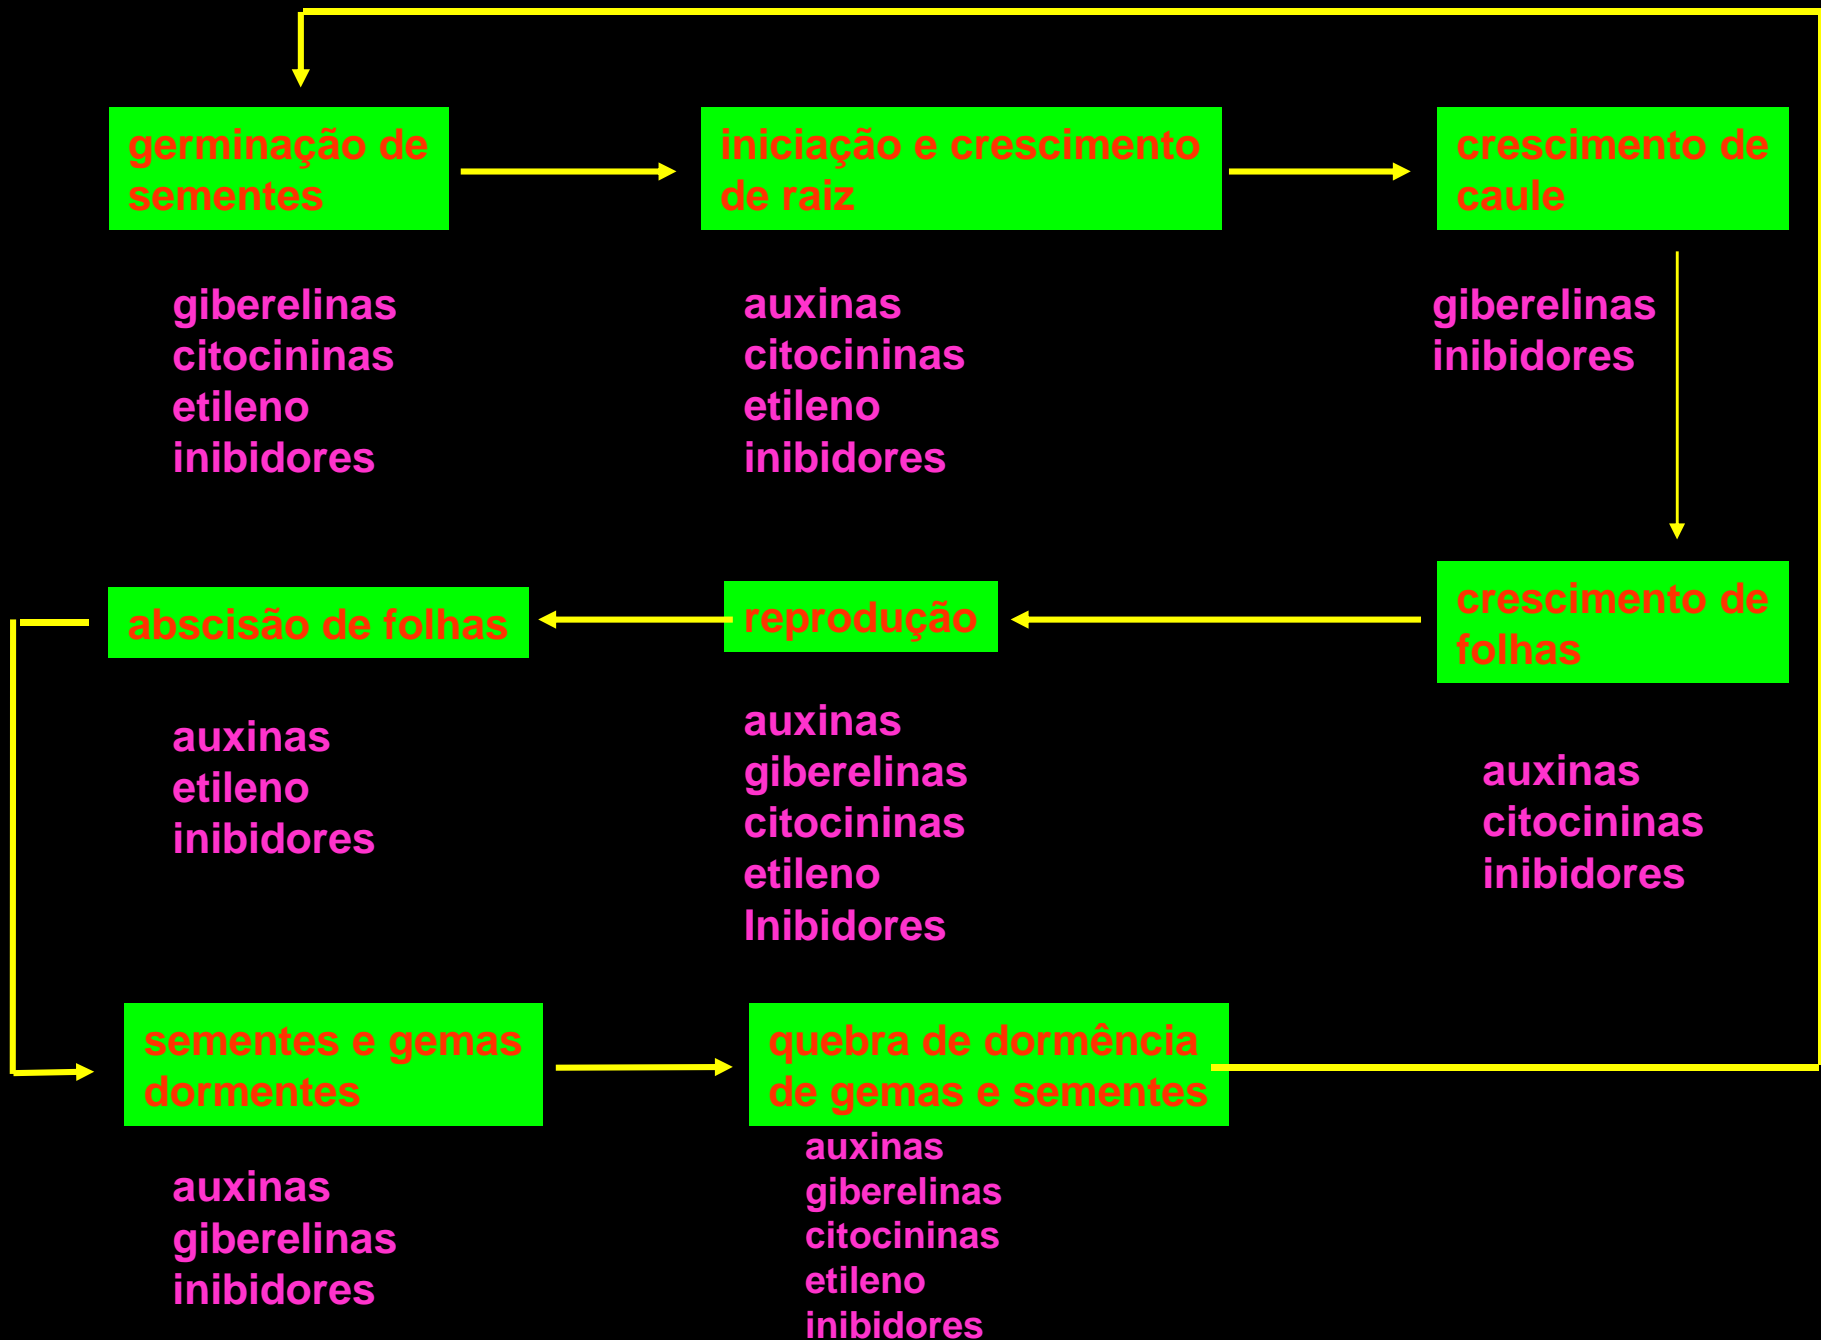 germinação de
sementes
giberelinas
citocininas
etileno
inibidores
iniciação e crescimento
de raiz
auxinas
citocininas
etileno
inibidores
crescimento de
caule
giberelinas
inibidores
crescimento de
folhas
auxinas
citocininas
inibidores
reprodução
auxinas
giberelinas
citocininas
etileno
Inibidores
abscisão de folhas
auxinas
etileno
inibidores
sementes e gemas
dormentes
auxinas
giberelinas
inibidores
quebra de dormência
de gemas e sementes
auxinas
giberelinas
citocininas
etileno
inibidores